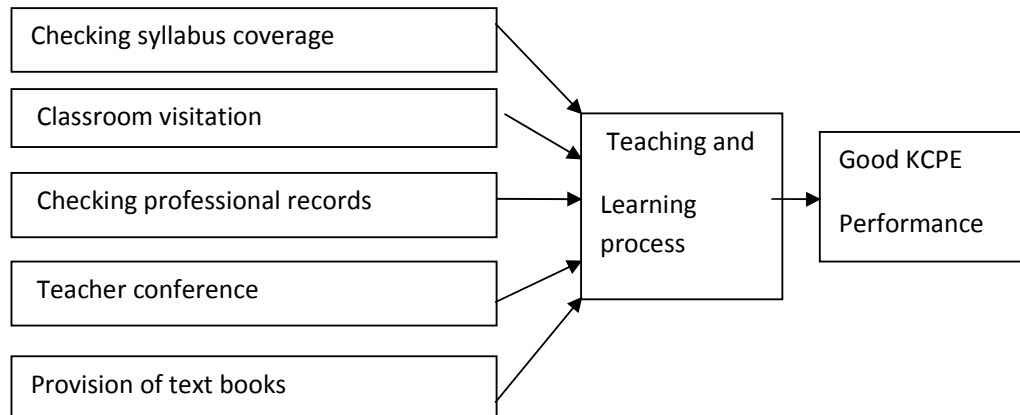 Checking syllabus coverage
Classroom visitation
Checking professional records
Teacher conference
Provision of text books
Teaching and
Learning
process
Good KCPE
Performance